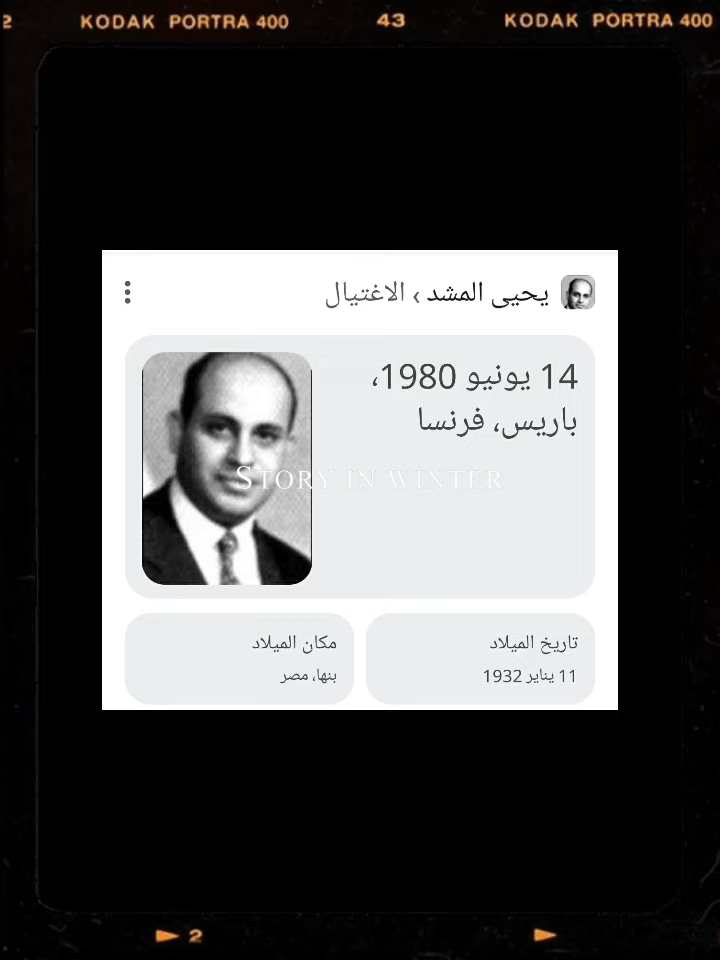 2 KODAK PORTRA 400 43 KODAK PORTRA 400
يحيى المشد › الاغتيال
14 يونيو 1980،
باريس، فرنسا
STORY IN WINTER
تاريخ الميلاد
11 يناير 1932
مكان الميلاد
بنها، مصر
2